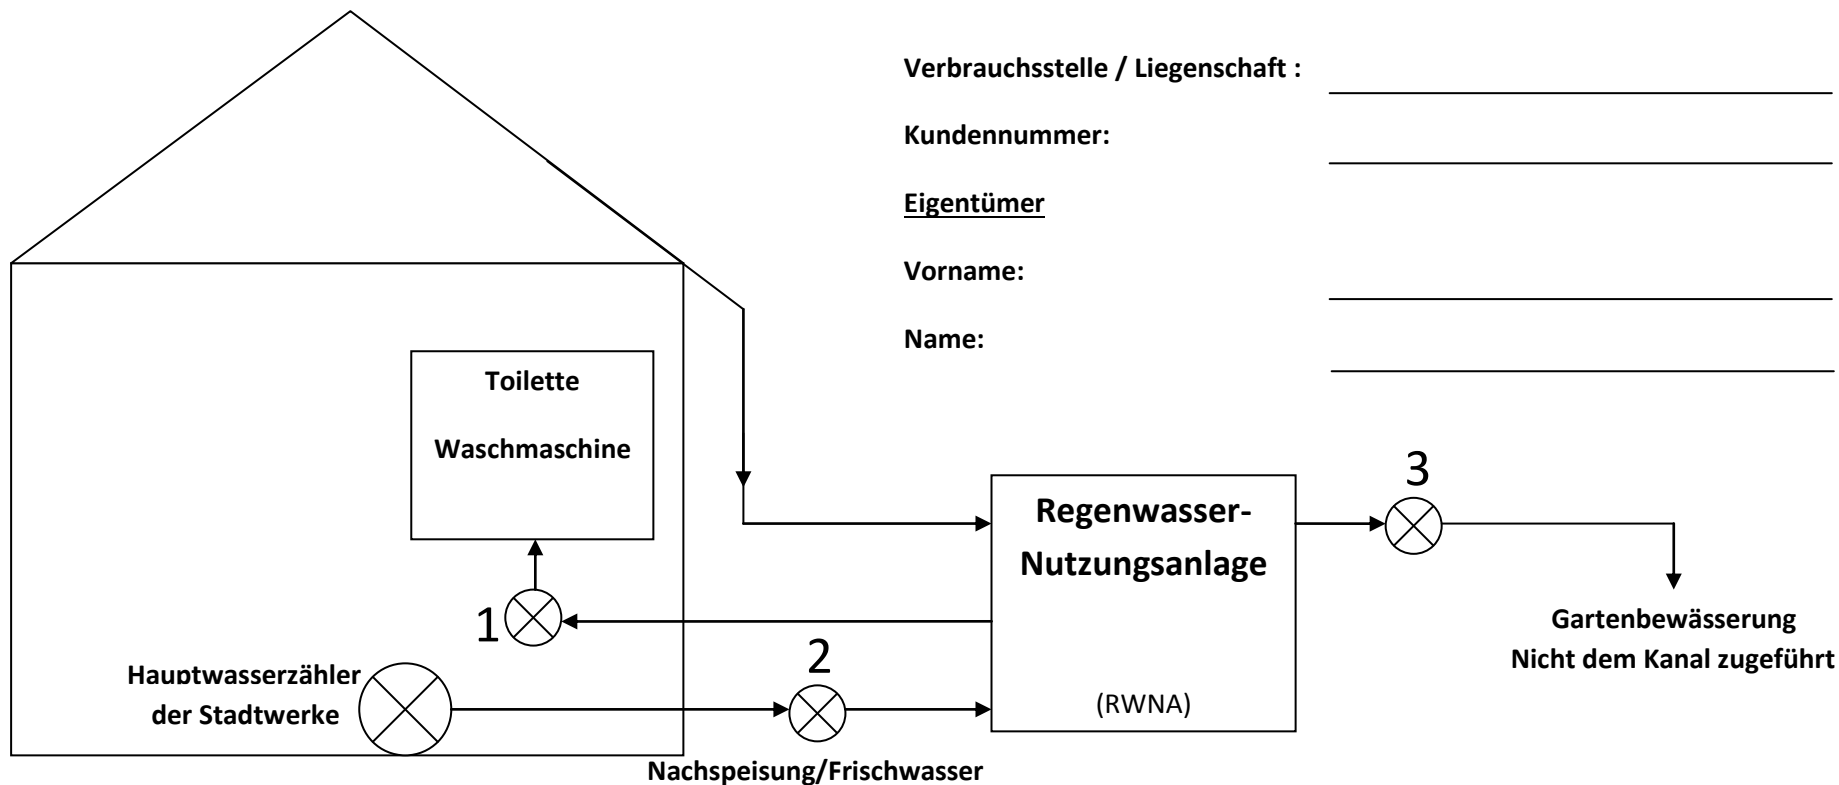 Verbrauchsstelle / Liegenschaft :
Kundennummer:
Eigentümer
Vorname:
Name:
Toilette
Waschmaschine
Regenwasser-
Nutzungsanlage
(RWNA)
3
1
2
Gartenbewässerung
Nicht dem Kanal zugeführt
Hauptwasserzähler
der Stadtwerke
Nachspeisung/Frischwasser